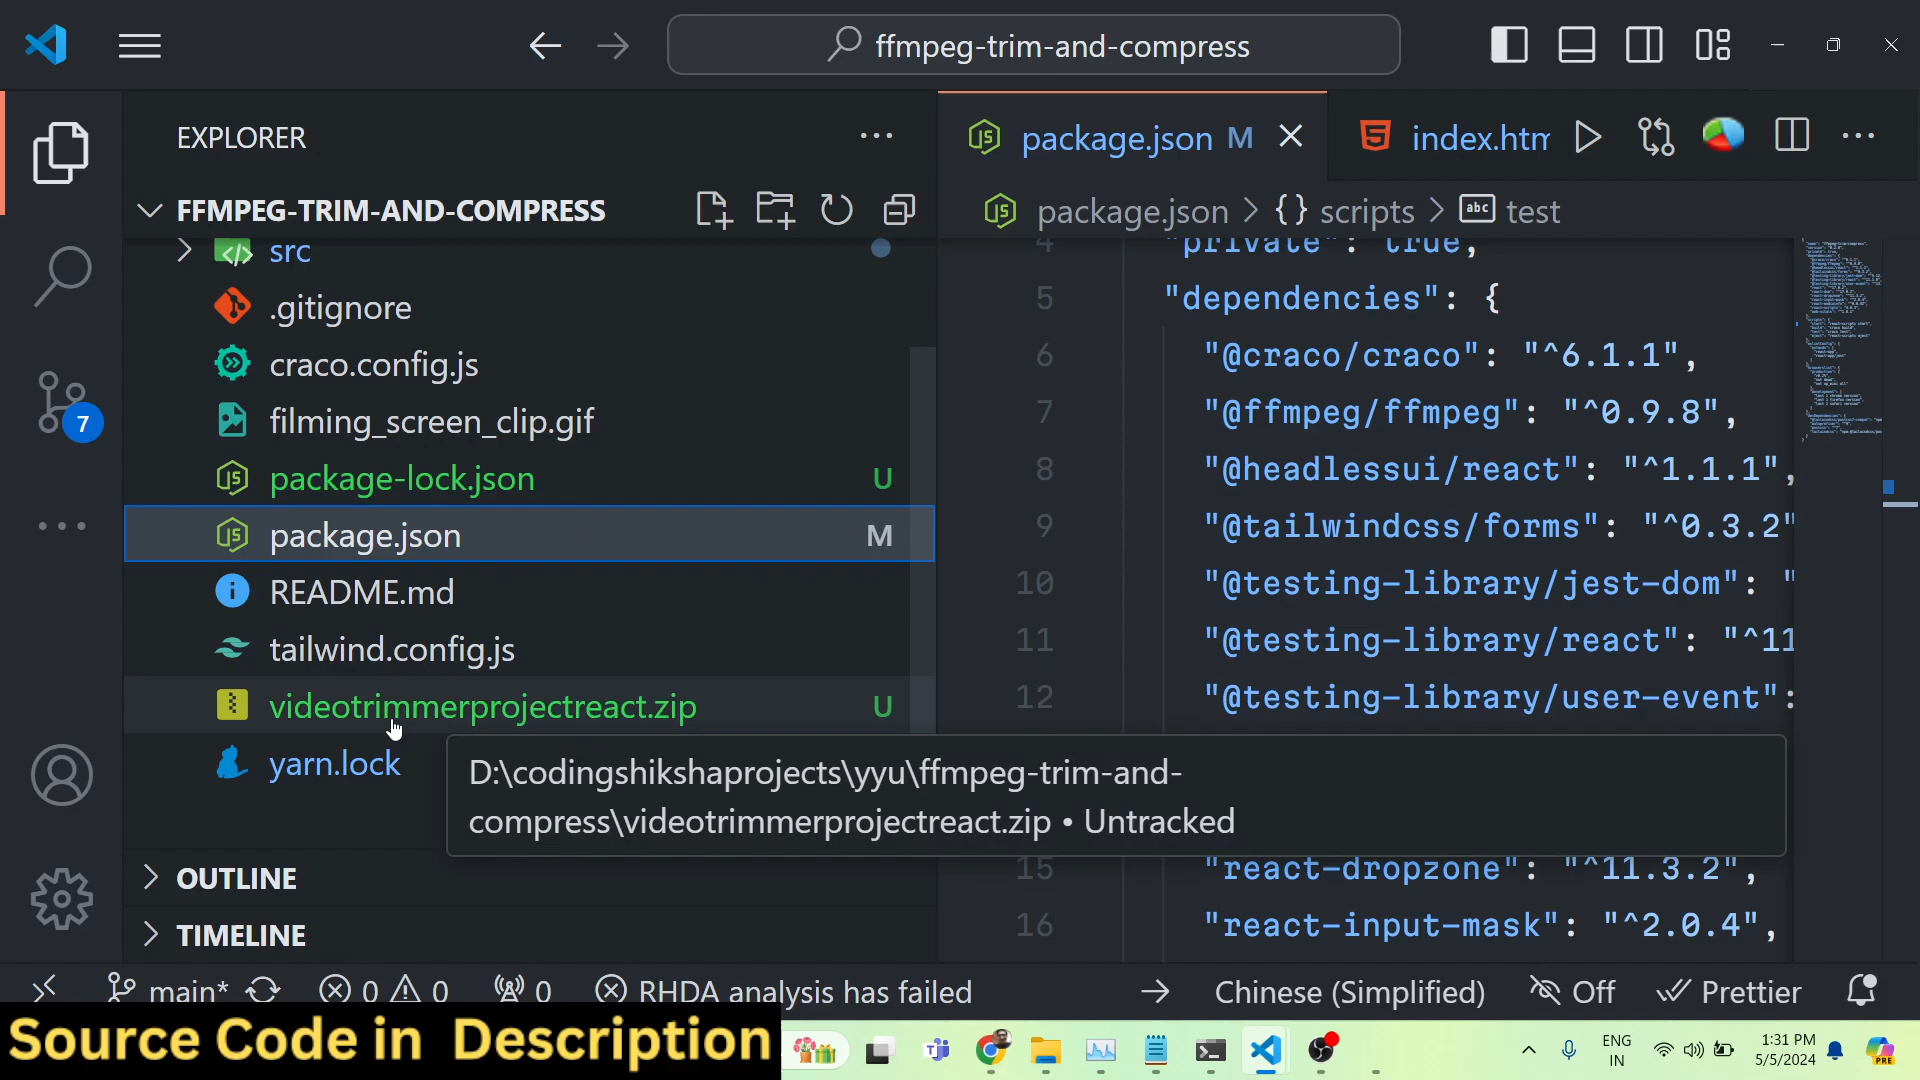 ffmpeg-trim-and-compress
EXPLORER
FFMPEG-TRIM-AND-COMPRESS
src
.gitignore
craco.config.js
filming_screen_clip.gif
package-lock.json U
package.json M
README.md
tailwind.config.js
videotrimmerprojectreact.zip U
yarn.lock
D:\codingshikshaprojects\yyu\ffmpeg-trim-and-
compress\videotrimmerprojectreact.zip • Untracked
OUTLINE
TIMELINE
7
package.json M
index.htm
package.json > {} scripts > abc test
4 "private": true,
5 "dependencies": {
6 "@craco/craco": "^6.1.1",
7 "@ffmpeg/ffmpeg": "^0.9.8",
8 "@headlessui/react": "^1.1.1",
9 "@tailwindcss/forms": "^0.3.2"
10 "@testing-library/jest-dom": "
11 "@testing-library/react": "^11
12 "@testing-library/user-event":
15 "react-dropzone": "^11.3.2",
16 "react-input-mask": "^2.0.4",
main* 0 0 0 RHDA analysis has failed Chinese (Simplified) Off Prettier
Source Code in Description
ENG
IN
1:31 PM
5/5/2024
PRE